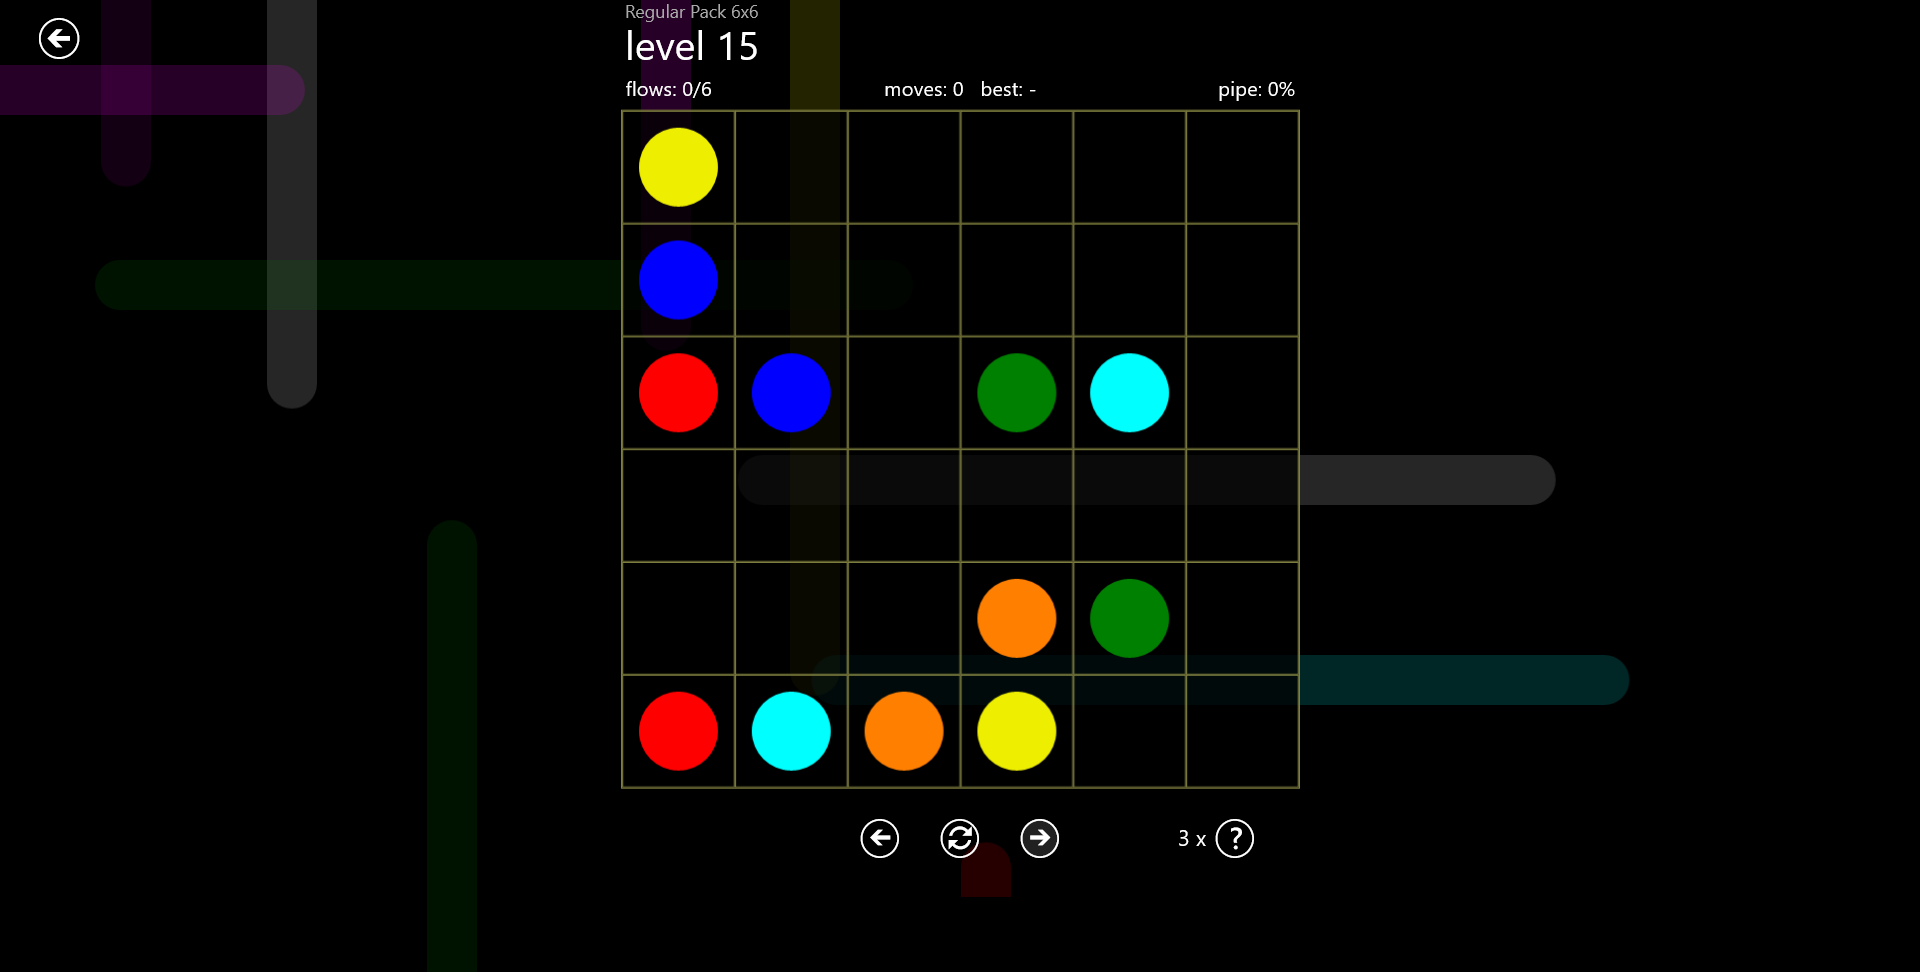 Regular Pack 6x6
level 15
flows: 0/6 moves: 0 best: - pipe: 0%
3 x ?